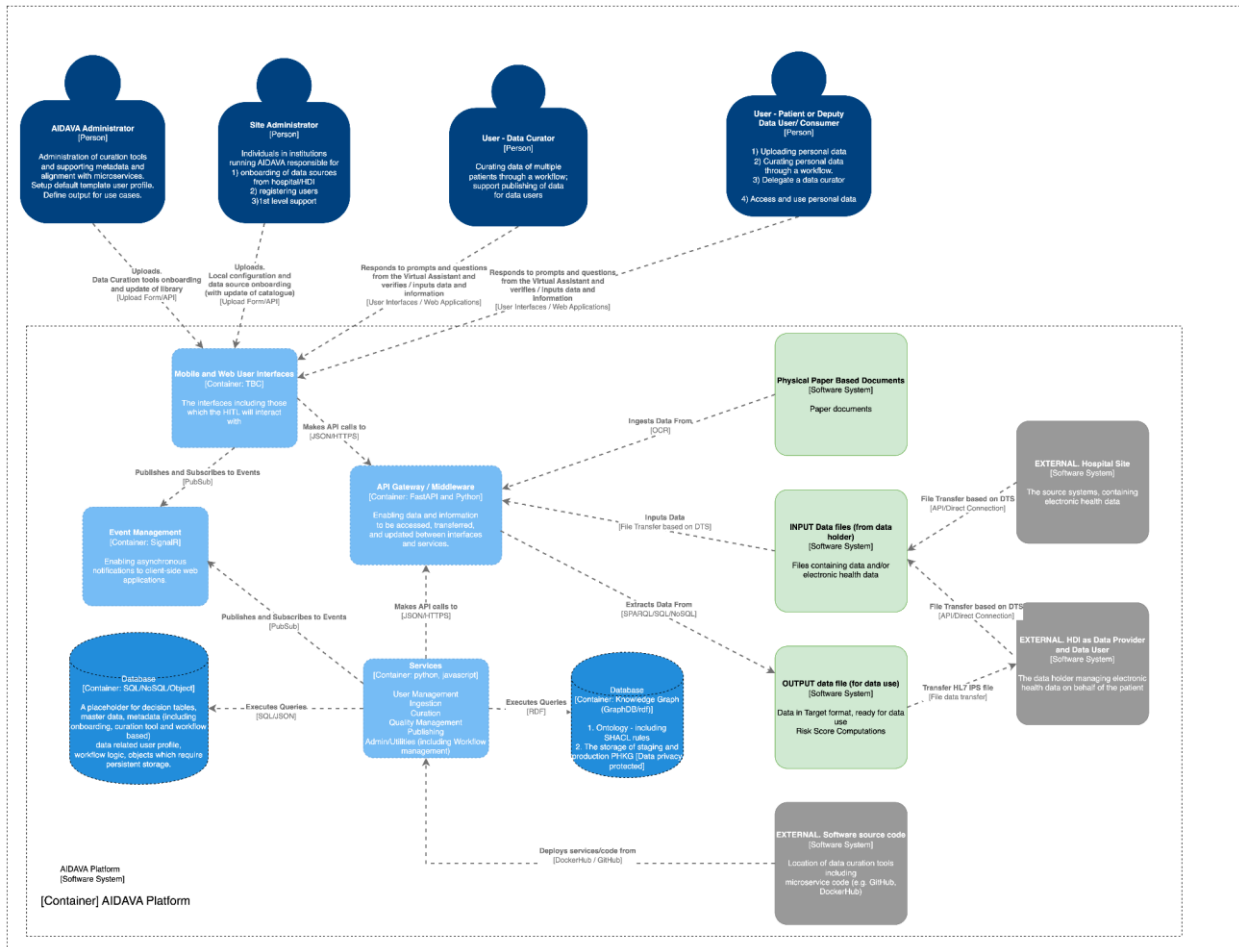 AIDAVA Administrator
[Person]
Administration of curation tools
and supporting metadata and
alignment with microservices.
Setup default template user profile.
Define output for use cases.
Site Administrator
[Person]
Individuals in institutions
running AIDAVA responsible for
1) onboarding of data sources
from hospital/HDI
2) registering users
3)1st level support
User - Data Curator
[Person]
Curating data of multiple
patients through a workflow;
support publishing of data
for data users
User - Patient or Deputy
Data User/ Consumer
[Person]
1) Uploading personal data
2) Curating personal data
through a workflow.
3) Delegate a data curator
4) Access and use personal data
Uploads.
Data Curation tools onboarding
and update of library
[Upload Form/API]
Uploads.
Local configuration and
data source onboarding
(with update of catalogue)
[Upload Form/API]
Responds to prompts and questions
from the Virtual Assistant and
verifies / inputs data and
information
[User Interfaces / Web Applications]
Responds to prompts and questions
from the Virtual Assistant and
verifies / inputs data and
information
[User Interfaces / Web Applications]
Mobile and Web User Interfaces
[Container: TBC]
The interfaces including those
which the HITL will interact
with
Makes API calls to
[JSON/HTTPS]
Publishes and Subscribes to Events
[PubSub]
Physical Paper Based Documents
[Software System]
Paper documents
Ingests Data From
[OCR]
API Gateway / Middleware
[Container: FastAPI and Python]
Enabling data and information
to be accessed, transferred,
and updated between interfaces
and services.
Event Management
[Container: SignalR]
Enabling asynchronous
notifications to client-side web
applications.
Inputs Data
[File Transfer based on DTS]
INPUT Data files (from data
holder)
[Software System]
Files containing data and/or
electronic health data
File Transfer based on DTS
[API/Direct Connection]
EXTERNAL. Hospital Site
[Software System]
The source systems, containing
electronic health data
Publishes and Subscribes to Events
[PubSub]
Makes API calls to
[JSON/HTTPS]
Extracts Data From
[SPARQL/SQL/NoSQL]
File Transfer based on DTS
[API/Direct Connection]
EXTERNAL. HDI as Data Provider
and Data User
[Software System]
The data holder managing electronic
health data on behalf of the patient
Database
[Container: SQL/NoSQL/Object]
A placeholder for decision tables,
master data, metadata (including
onboarding, curation tool and workflow
based)
data related user profile,
workflow logic, objects which require
persistent storage.
Executes Queries
[SQL/JSON]
Services
[Container: python, javascript]
User Management
Ingestion
Curation
Quality Management
Publishing
Admin/Utilities (including Workflow
management)
Executes Queries
[RDF]
Database
[Container: Knowledge Graph
(GraphDB/rdf)]
1. Ontology - including
SHACL rules
2. The storage of staging and
production PHKG [Data privacy
protected]
OUTPUT data file (for data use)
[Software System]
Data in Target format, ready for data
use
Risk Score Computations
Transfer HL7 IPS file
[File data transfer]
Deploys services/code from
[DockerHub / GitHub]
EXTERNAL. Software source code
[Software System]
Location of data curation tools
including
microservice code (e.g. GitHub,
DockerHub)
AIDAVA Platform
[Software System]
[Container] AIDAVA Platform